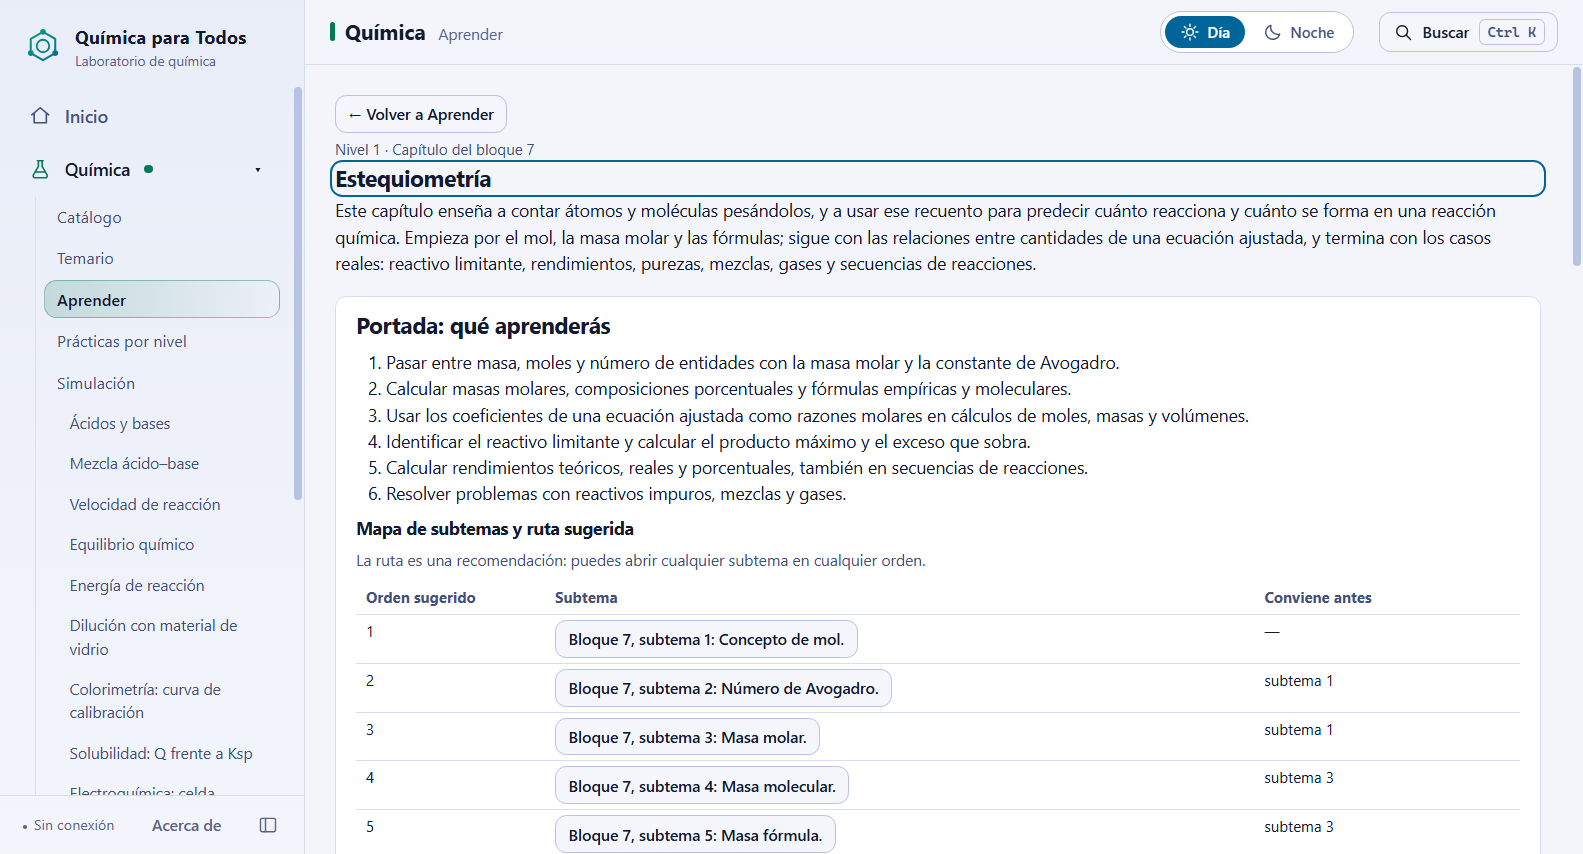 Química para Todos
Laboratorio de química
Inicio
Química
Catálogo
Temario
Aprender
Prácticas por nivel
Simulación
Ácidos y bases
Mezcla ácido–base
Velocidad de reacción
Equilibrio químico
Energía de reacción
Dilución con material de
vidrio
Colorimetría: curva de
calibración
Solubilidad: Q frente a Ksp
Electroquímica: celda
Sin conexión
Acerca de
Química Aprender
Día
Noche
Buscar Ctrl K
← Volver a Aprender
Nivel 1 · Capítulo del bloque 7
Estequiometría
Este capítulo enseña a contar átomos y moléculas pesándolos, y a usar ese recuento para predecir cuánto reacciona y cuánto se forma en una reacción
química. Empieza por el mol, la masa molar y las fórmulas; sigue con las relaciones entre cantidades de una ecuación ajustada, y termina con los casos
reales: reactivo limitante, rendimientos, purezas, mezclas, gases y secuencias de reacciones.
Portada: qué aprenderás
1. Pasar entre masa, moles y número de entidades con la masa molar y la constante de Avogadro.
2. Calcular masas molares, composiciones porcentuales y fórmulas empíricas y moleculares.
3. Usar los coeficientes de una ecuación ajustada como razones molares en cálculos de moles, masas y volúmenes.
4. Identificar el reactivo limitante y calcular el producto máximo y el exceso que sobra.
5. Calcular rendimientos teóricos, reales y porcentuales, también en secuencias de reacciones.
6. Resolver problemas con reactivos impuros, mezclas y gases.
Mapa de subtemas y ruta sugerida
La ruta es una recomendación: puedes abrir cualquier subtema en cualquier orden.
Orden sugerido Subtema Conviene antes
1 Bloque 7, subtema 1: Concepto de mol. —
2 Bloque 7, subtema 2: Número de Avogadro. subtema 1
3 Bloque 7, subtema 3: Masa molar. subtema 1
4 Bloque 7, subtema 4: Masa molecular. subtema 3
5 Bloque 7, subtema 5: Masa fórmula. subtema 3